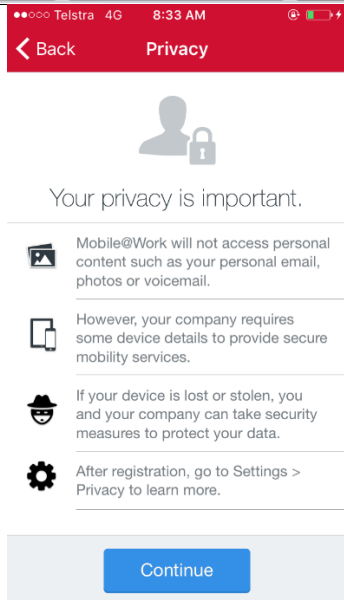 Telstra 4G 8:33 AM
Back Privacy
Your privacy is important.
Mobile@Work will not access personal
content such as your personal email,
photos or voicemail.
However, your company requires
some device details to provide secure
mobility services.
If your device is lost or stolen, you
and your company can take security
measures to protect your data.
After registration, go to Settings >
Privacy to learn more.
Continue